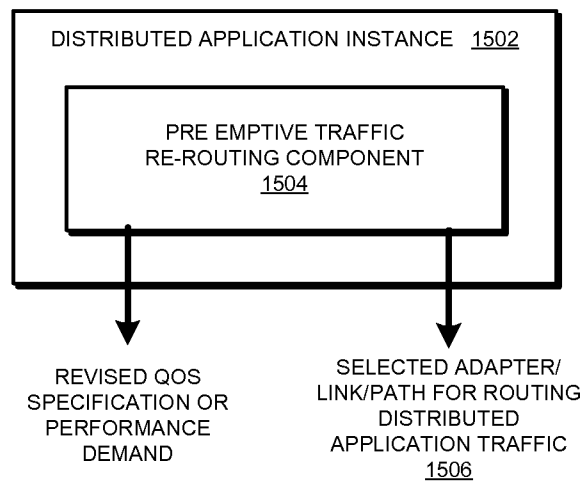 DISTRIBUTED APPLICATION INSTANCE 1502
PRE EMPTIVE TRAFFIC
RE-ROUTING COMPONENT
1504
REVISED QOS
SPECIFICATION OR
PERFORMANCE
DEMAND
SELECTED ADAPTER/
LINK/PATH FOR ROUTING
DISTRIBUTED
APPLICATION TRAFFIC
1506